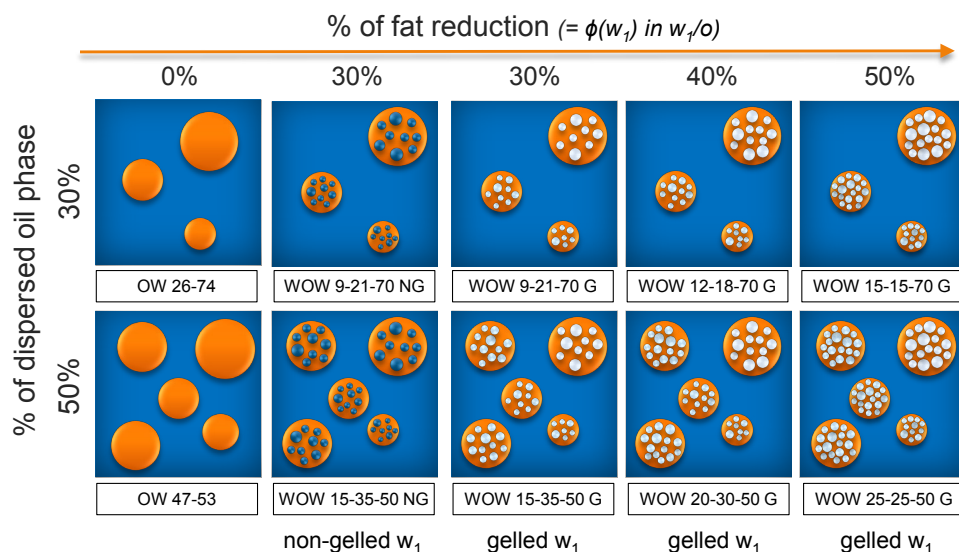 % of fat reduction (= ϕ(w₁) in w₁/o)
0% 30% 30% 40% 50%
% of dispersed oil phase
30%
OW 26-74 WOW 9-21-70 NG WOW 9-21-70 G WOW 12-18-70 G WOW 15-15-70 G
50%
OW 47-53 WOW 15-35-50 NG WOW 15-35-50 G WOW 20-30-50 G WOW 25-25-50 G
non-gelled w₁ gelled w₁ gelled w₁ gelled w₁